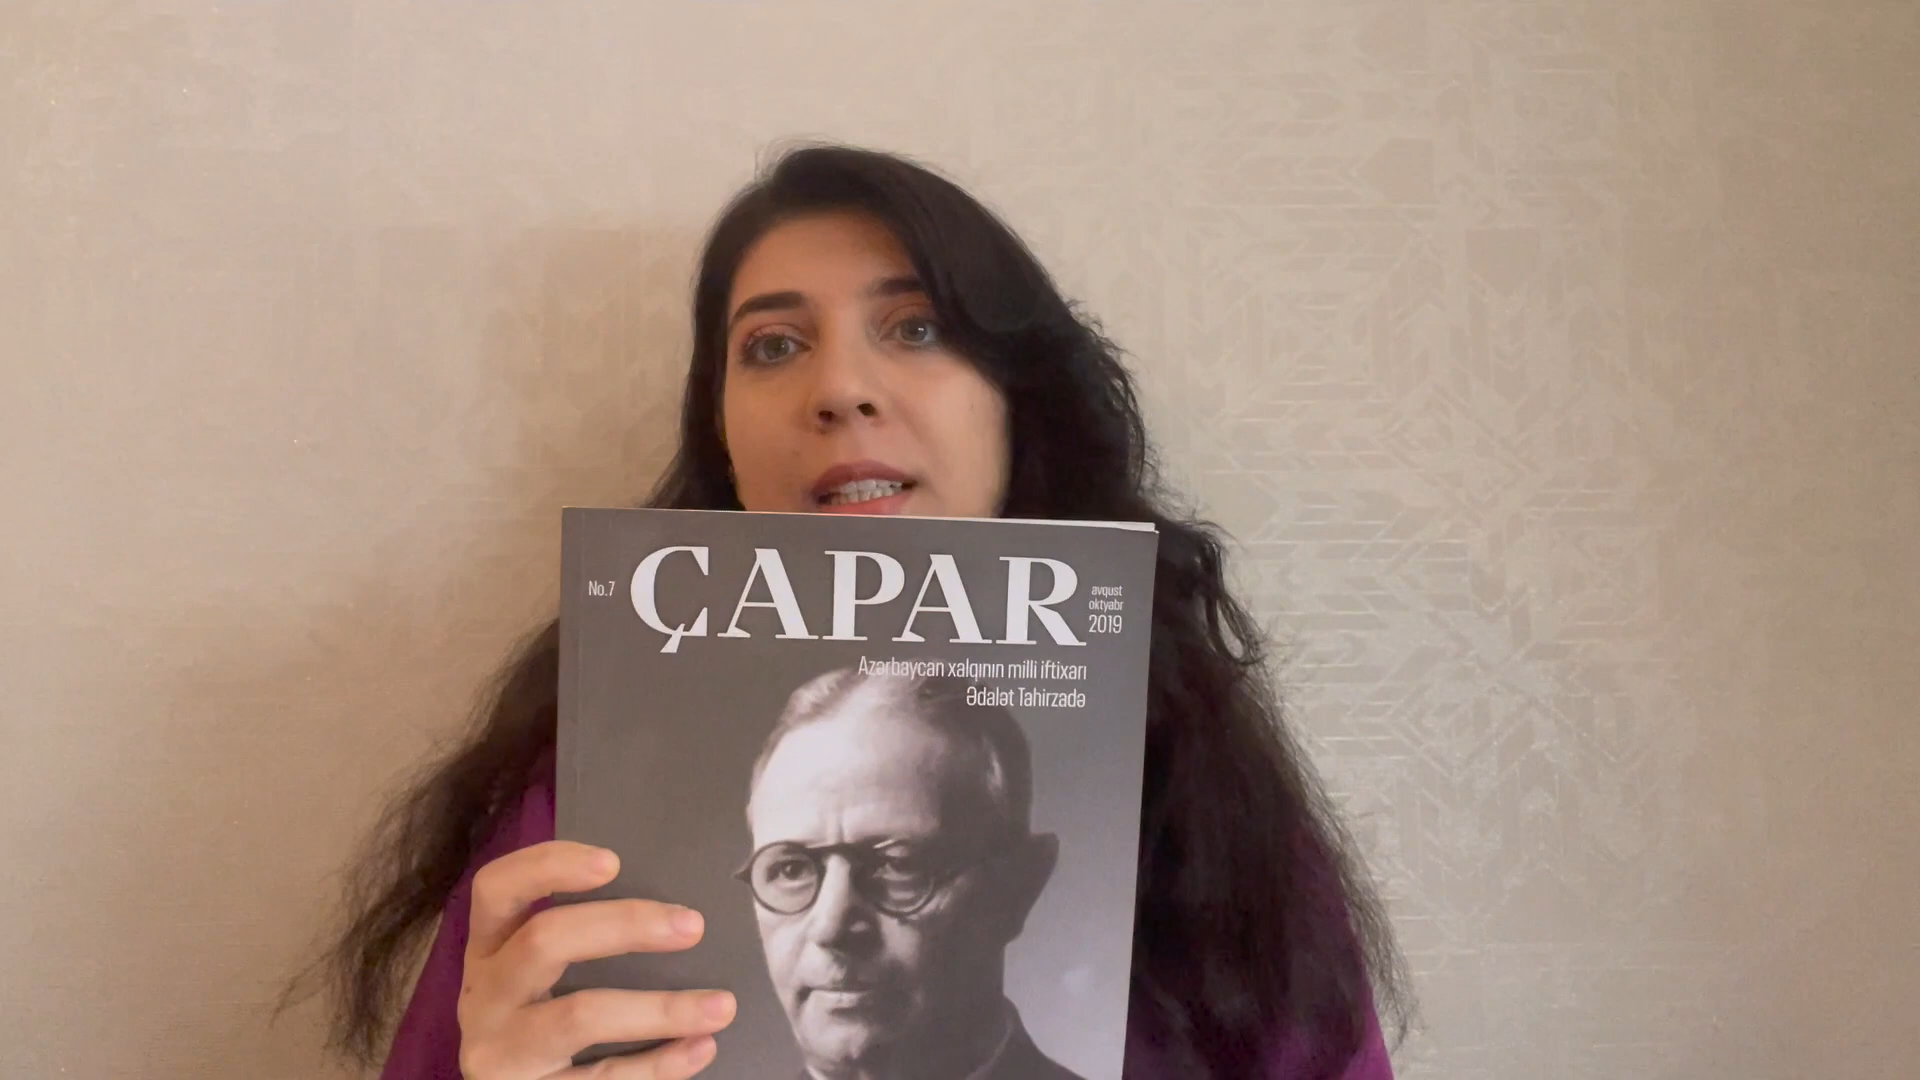 No.7
ÇAPAR
avqust
oktyabr
2019
Azərbaycan xalqının milli iftixarı
Ədalət Tahirzadə